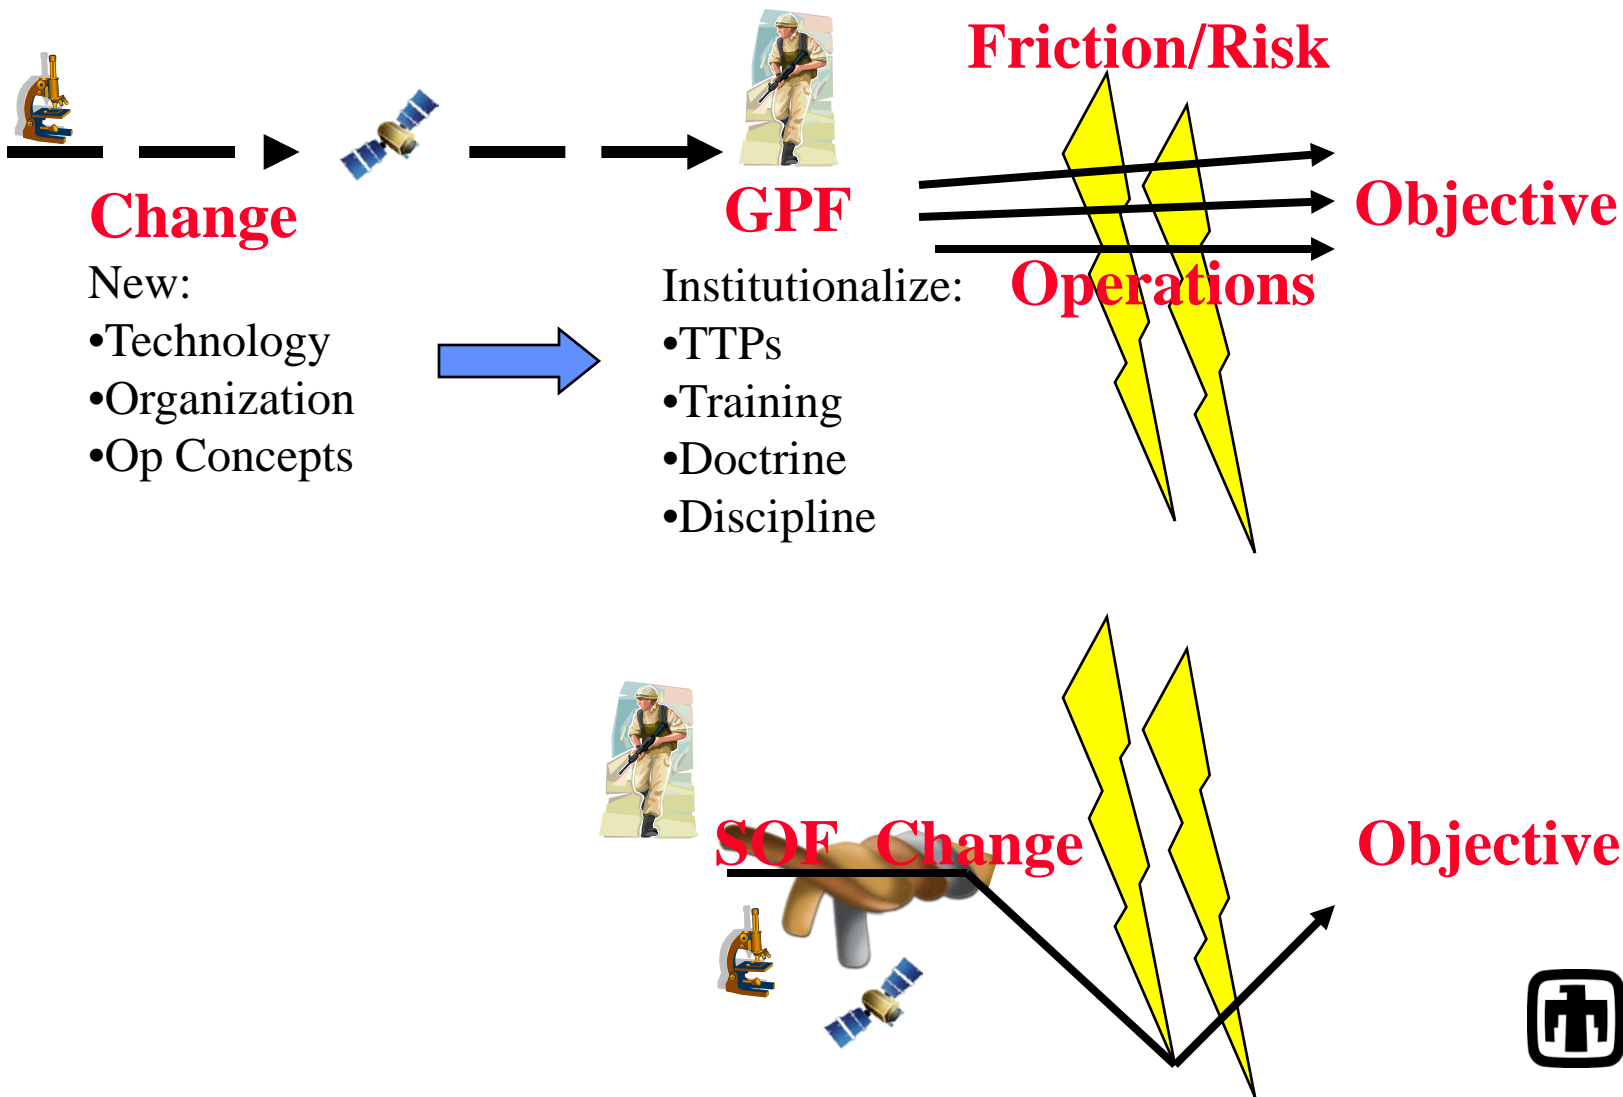 Friction/Risk
Change
GPF
Objective
New:
•Technology
•Organization
•Op Concepts
Institutionalize:
•TTPs
•Training
•Doctrine
•Discipline
Operations
SOF Change
Objective